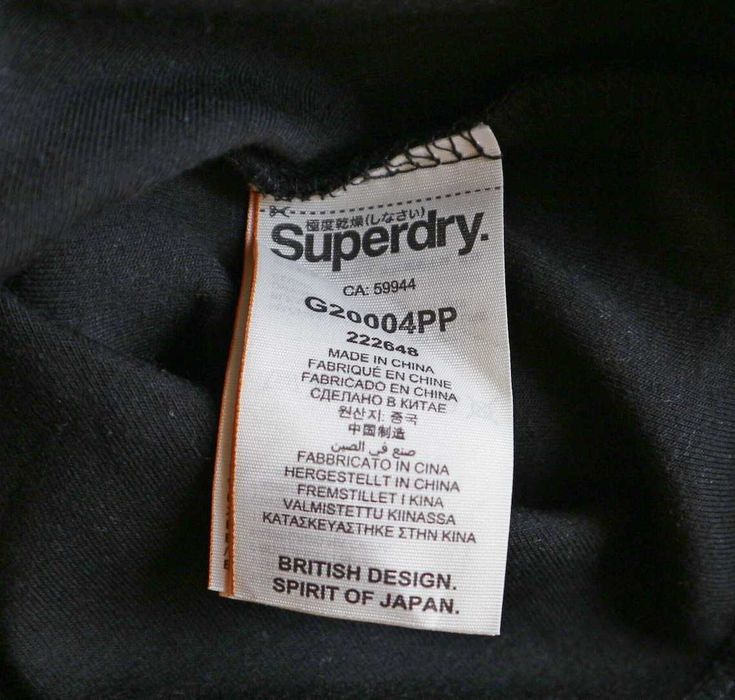 極度乾燥(しなさい)
Superdry.
CA: 59944
G20004PP
222648
MADE IN CHINA
FABRIQUÉ EN CHINE
FABRICADO EN CHINA
СДЕЛАНО В КИТАЕ
원산지: 중국
中国制造
صنع في الصين
FABBRICATO IN CINA
HERGESTELLT IN CHINA
FREMSTILLET I KINA
VALMISTETTU KIINASSA
ΚΑΤΑΣΚΕΥΑΣΤΗΚΕ ΣΤΗΝ ΚΙΝΑ
BRITISH DESIGN.
SPIRIT OF JAPAN.